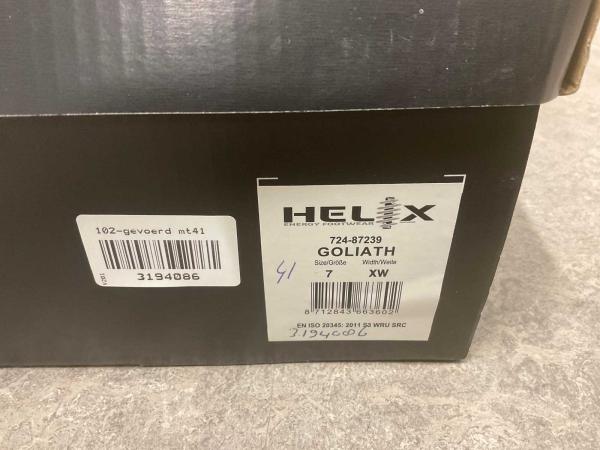 102-gevoerd mt41
3194086
HELIX
ENERGY FOOTWEAR
724-87239
GOLIATH
Size/Größe Width/Weite
41 7 XW
8 712843 663602
EN ISO 20345: 2011 S3 WRU SRC
3194086